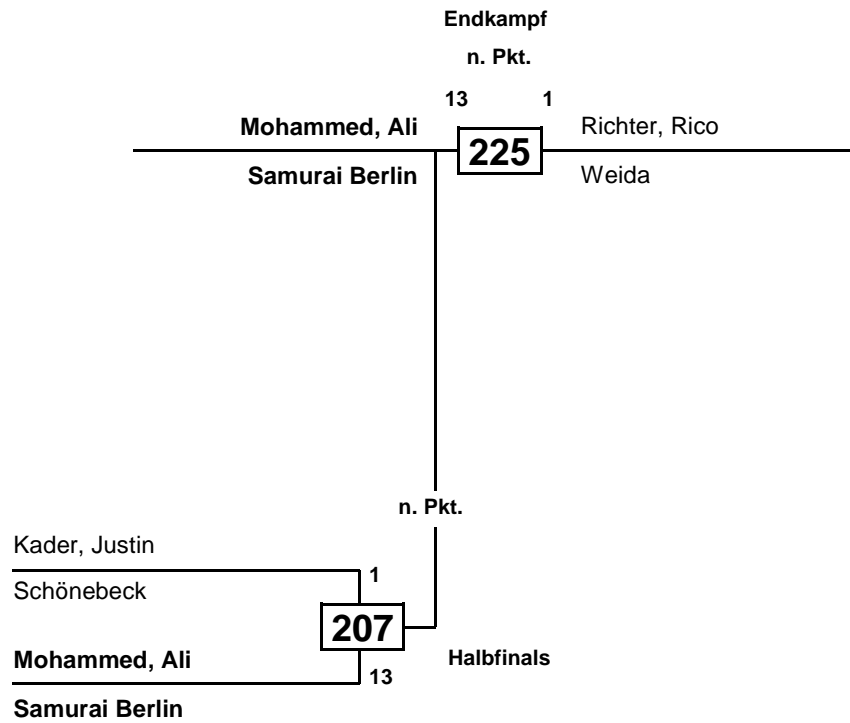 Endkampf
n. Pkt.
13 1
Mohammed, Ali 225 Richter, Rico
Samurai Berlin Weida
n. Pkt.
Kader, Justin
1
Schönebeck
207
Mohammed, Ali Halbfinals
13
Samurai Berlin